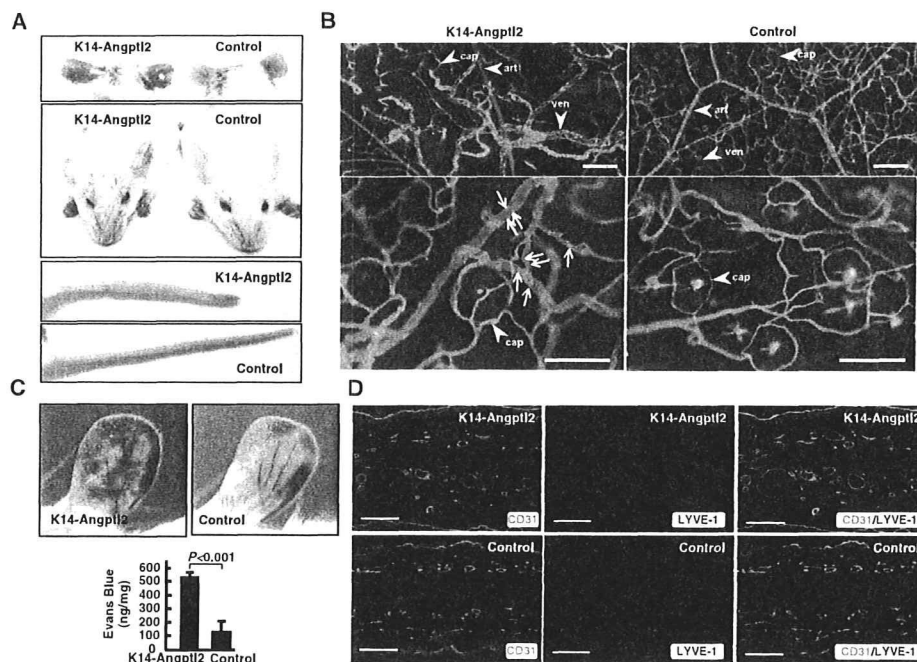 A
K14-Angptl2 Control
K14-Angptl2 Control
K14-Angptl2
Control
B
K14-Angptl2 Control
cap
art
ven
cap
art
ven
cap
cap
C
K14-Angptl2
Control
P<0.001
Evans Blue
(ng/mg)
600
500
400
300
200
100
0
K14-Angptl2 Control
D
K14-Angptl2 K14-Angptl2 K14-Angptl2
CD31 LYVE-1 CD31/LYVE-1
Control Control Control
CD31 LYVE-1 CD31/LYVE-1